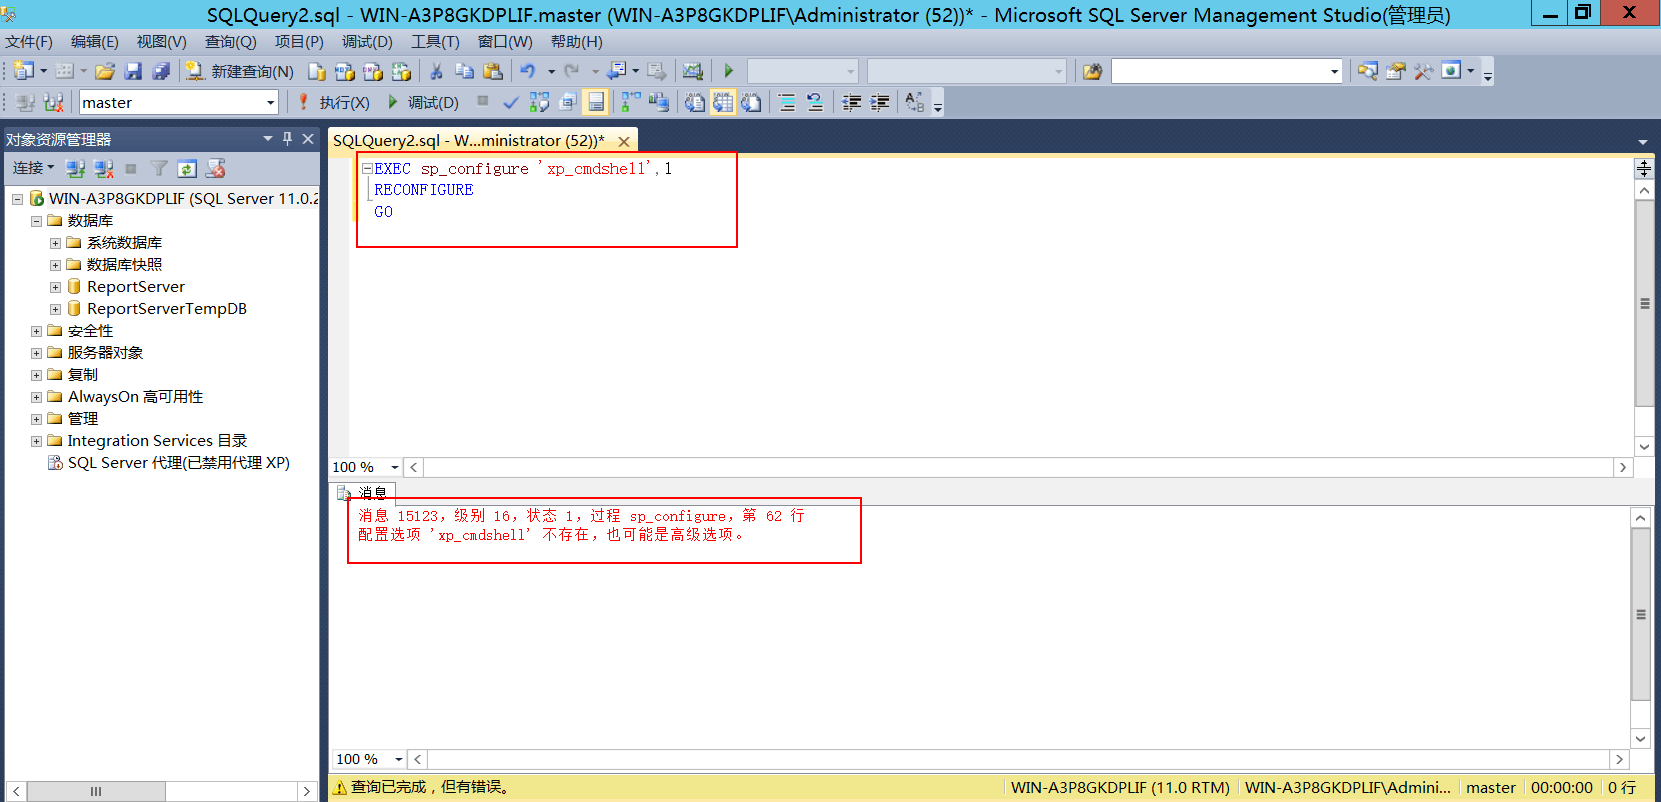 SQLQuery2.sql - WIN-A3P8GKDPLIF.master (WIN-A3P8GKDPLIF\Administrator (52))* - Microsoft SQL Server Management Studio(管理员)
文件(F) 编辑(E) 视图(V) 查询(Q) 项目(P) 调试(D) 工具(T) 窗口(W) 帮助(H)
新建查询(N)
master 执行(X) 调试(D)
对象资源管理器
连接
WIN-A3P8GKDPLIF (SQL Server 11.0.2
数据库
系统数据库
数据库快照
ReportServer
ReportServerTempDB
安全性
服务器对象
复制
AlwaysOn 高可用性
管理
Integration Services 目录
SQL Server 代理(已禁用代理 XP)
SQLQuery2.sql - W...ministrator (52))*
EXEC sp_configure 'xp_cmdshell',1
RECONFIGURE
GO
100 %
消息
消息 15123，级别 16，状态 1，过程 sp_configure，第 62 行
配置选项 'xp_cmdshell' 不存在，也可能是高级选项。
100 %
查询已完成，但有错误。 WIN-A3P8GKDPLIF (11.0 RTM) WIN-A3P8GKDPLIF\Admini... master 00:00:00 0 行